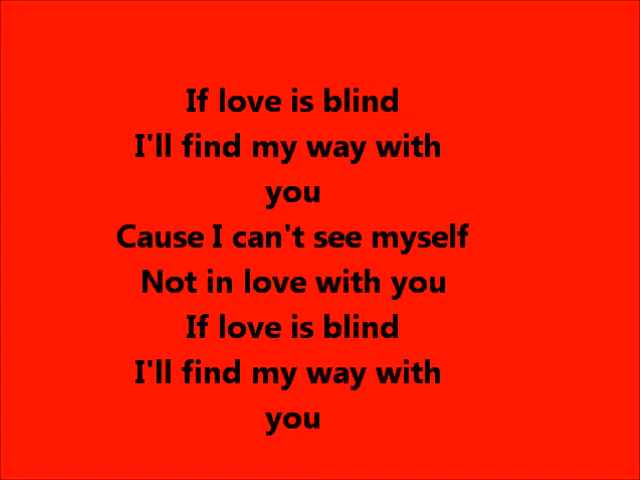 If love is blind
I'll find my way with
you
Cause I can't see myself
Not in love with you
If love is blind
I'll find my way with
you